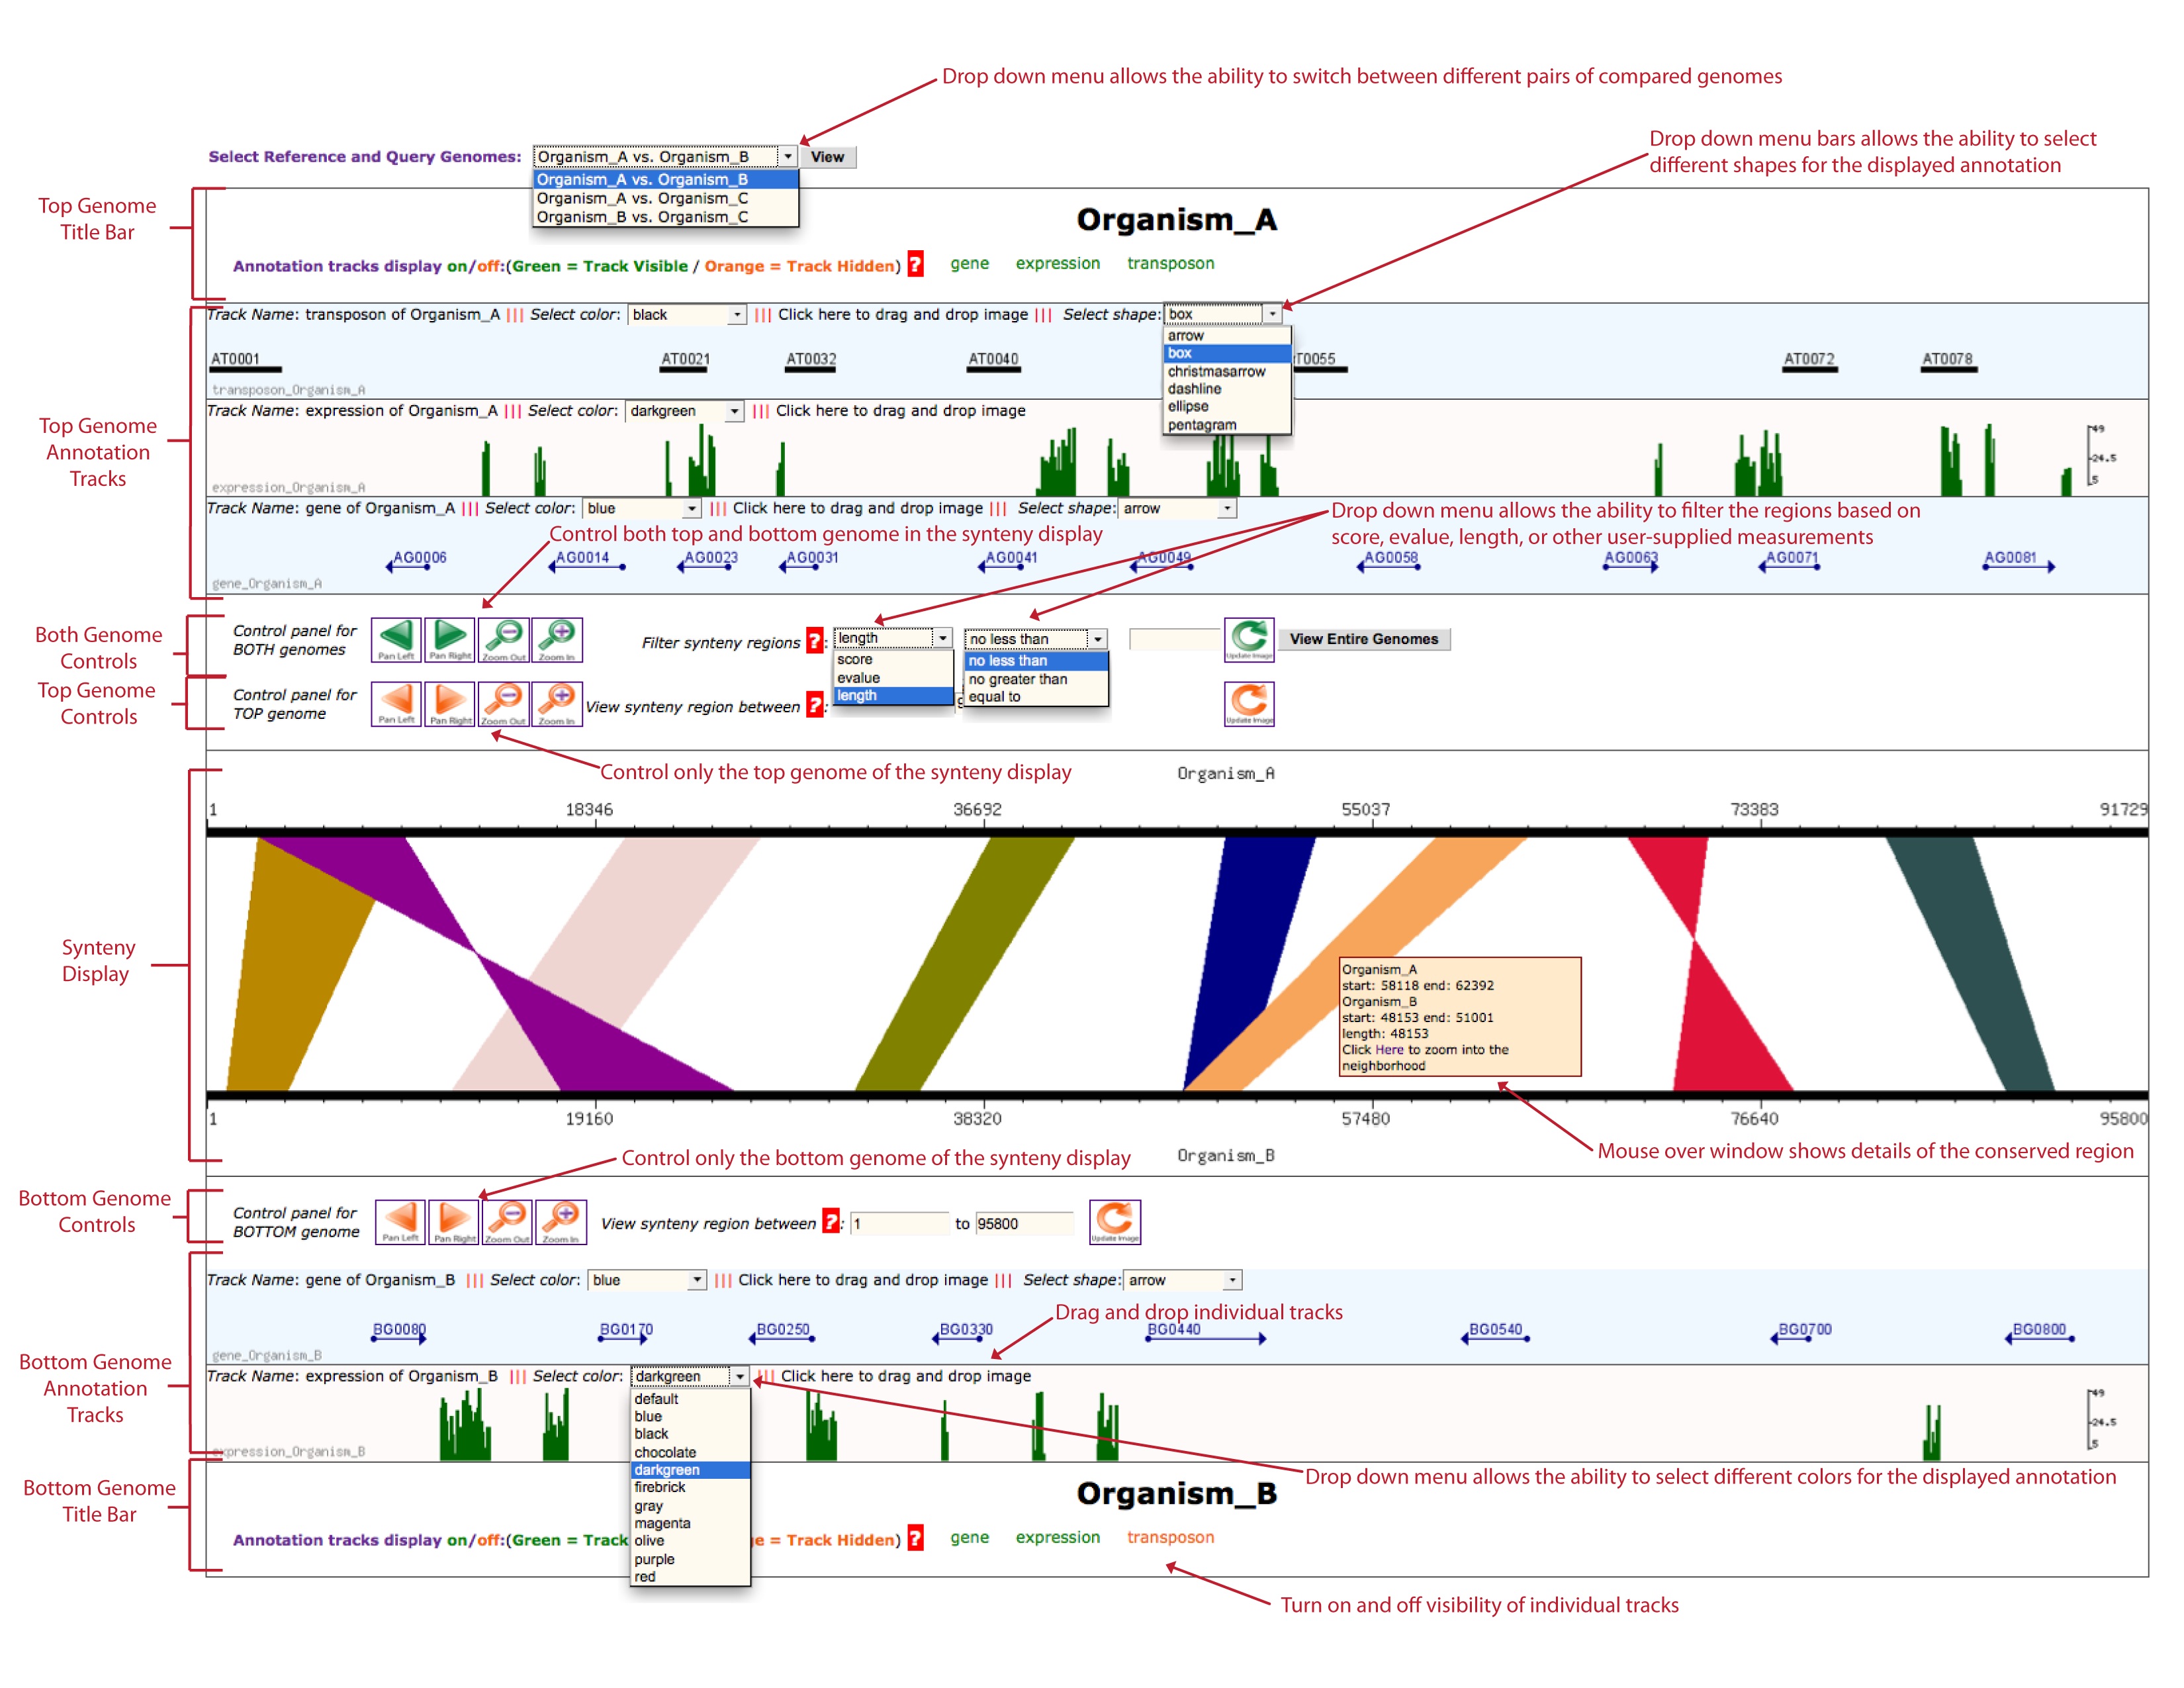 Drop down menu allows the ability to switch between different pairs of compared genomes
Drop down menu bars allows the ability to select
different shapes for the displayed annotation
Select Reference and Query Genomes: Organism_A vs. Organism_B View
Organism_A vs. Organism_B
Organism_A vs. Organism_C
Organism_B vs. Organism_C
Top Genome
Title Bar
Organism_A
Annotation tracks display on/off:(Green = Track Visible / Orange = Track Hidden) ? gene expression transposon
Track Name: transposon of Organism_A ||| Select color: black ||| Click here to drag and drop image ||| Select shape: box
arrow
box
christmasarrow
dashline
ellipse
pentagram
AT0001 AT0021 AT0032 AT0040 T0055 AT0072 AT0078
transposon_Organism_A
Top Genome
Annotation
Tracks
Track Name: expression of Organism_A ||| Select color: darkgreen ||| Click here to drag and drop image
49
24.5
5
expression_Organism_A
Track Name: gene of Organism_A ||| Select color: blue ||| Click here to drag and drop image ||| Select shape: arrow
Drop down menu allows the ability to filter the regions based on
score, evalue, length, or other user-supplied measurements
Control both top and bottom genome in the synteny display
AG0006 AG0014 AG0023 AG0031 AG0041 AG0049 AG0058 AG0063 AG0071 AG0081
gene_Organism_A
Both Genome
Controls
Control panel for
BOTH genomes
Pan Left Pan Right Zoom Out Zoom In
Filter synteny regions ?: length no less than Update Image View Entire Genomes
score
evalue
length
no less than
no greater than
equal to
Top Genome
Controls
Control panel for
TOP genome
Pan Left Pan Right Zoom Out Zoom In
View synteny region between ?: Update Image
Control only the top genome of the synteny display
Organism_A
1 18346 36692 55037 73383 91729
Synteny
Display
Organism_A
start: 58118 end: 62392
Organism_B
start: 48153 end: 51001
length: 48153
Click Here to zoom into the
neighborhood
1 19160 38320 57480 76640 95800
Organism_B
Mouse over window shows details of the conserved region
Control only the bottom genome of the synteny display
Bottom Genome
Controls
Control panel for
BOTTOM genome
Pan Left Pan Right Zoom Out Zoom In
View synteny region between ?: 1 to 95800 Update Image
Track Name: gene of Organism_B ||| Select color: blue ||| Click here to drag and drop image ||| Select shape: arrow
Drag and drop individual tracks
BG0080 BG0170 BG0250 BG0330 BG0440 BG0540 BG0700 BG0800
gene_Organism_B
Bottom Genome
Annotation
Tracks
Track Name: expression of Organism_B ||| Select color: darkgreen ||| Click here to drag and drop image
default
blue
black
chocolate
darkgreen
firebrick
gray
magenta
olive
purple
red
49
24.5
5
expression_Organism_B
Drop down menu allows the ability to select different colors for the displayed annotation
Bottom Genome
Title Bar
Organism_B
Annotation tracks display on/off:(Green = Track ge = Track Hidden) ? gene expression transposon
Turn on and off visibility of individual tracks